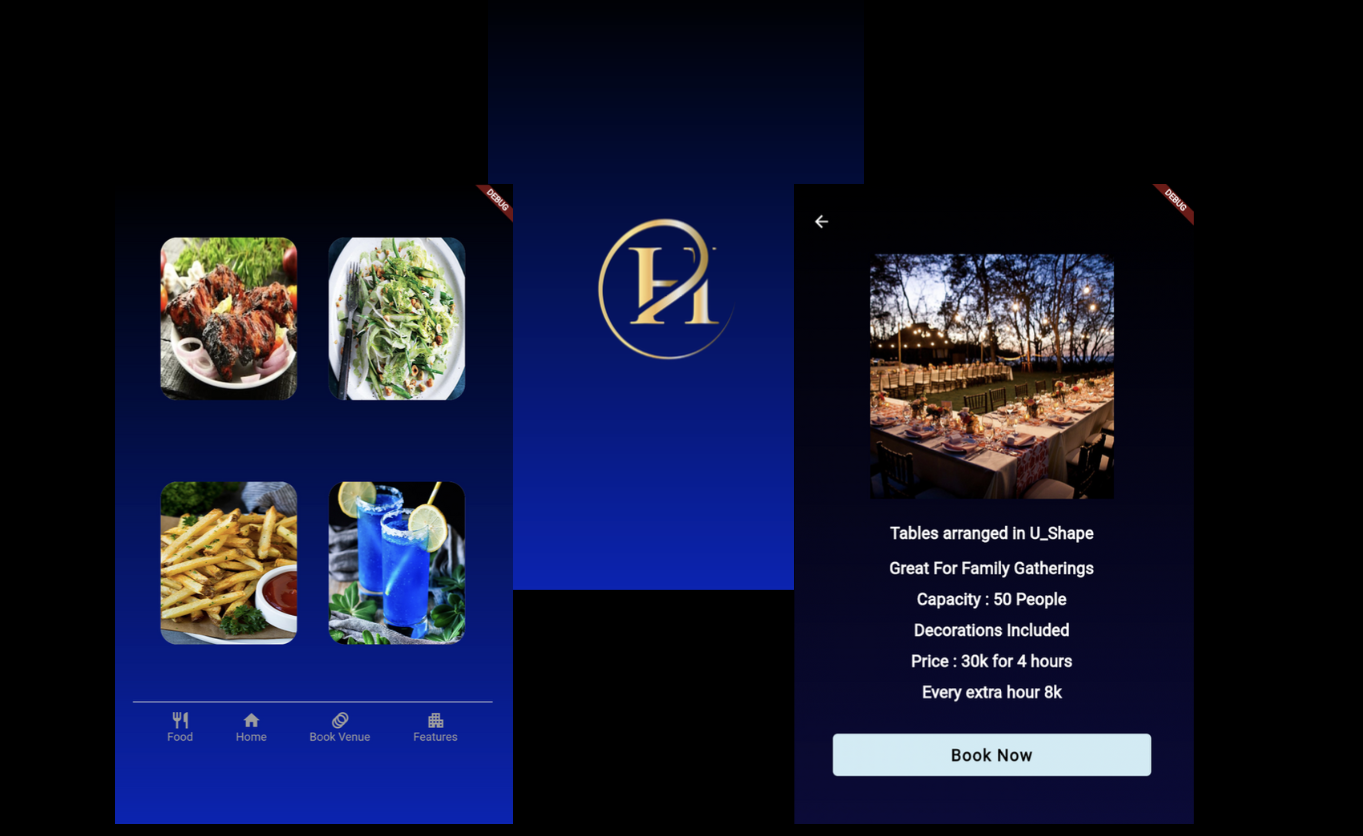 DEBUG
Food
Home
Book Venue
Features
DEBUG
Tables arranged in U_Shape
Great For Family Gatherings
Capacity : 50 People
Decorations Included
Price : 30k for 4 hours
Every extra hour 8k
Book Now